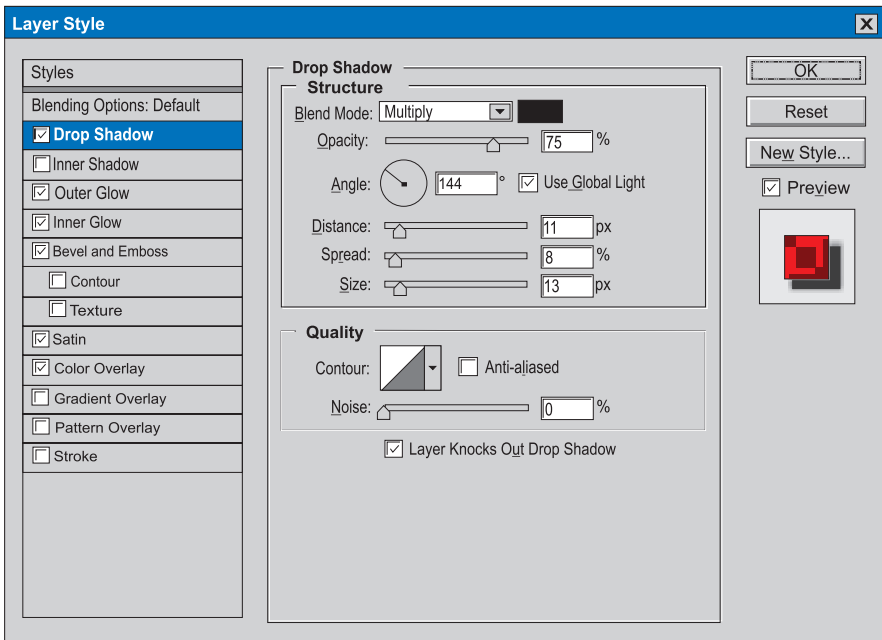 Layer Style
X
Styles
Blending Options: Default
Drop Shadow
Inner Shadow
Outer Glow
Inner Glow
Bevel and Emboss
Contour
Texture
Satin
Color Overlay
Gradient Overlay
Pattern Overlay
Stroke
Drop Shadow
Structure
Blend Mode: Multiply
Opacity: 75 %
Angle: 144 ° Use Global Light
Distance: 11 px
Spread: 8 %
Size: 13 px
Quality
Contour: Anti-aliased
Noise: 0 %
Layer Knocks Out Drop Shadow
OK
Reset
New Style...
Preview